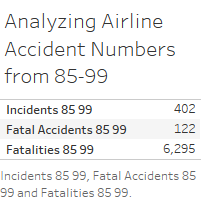 Analyzing Airline
Accident Numbers
from 85-99
Incidents 85 99 402
Fatal Accidents 85 99 122
Fatalities 85 99 6,295
Incidents 85 99, Fatal Accidents 85
99 and Fatalities 85 99.